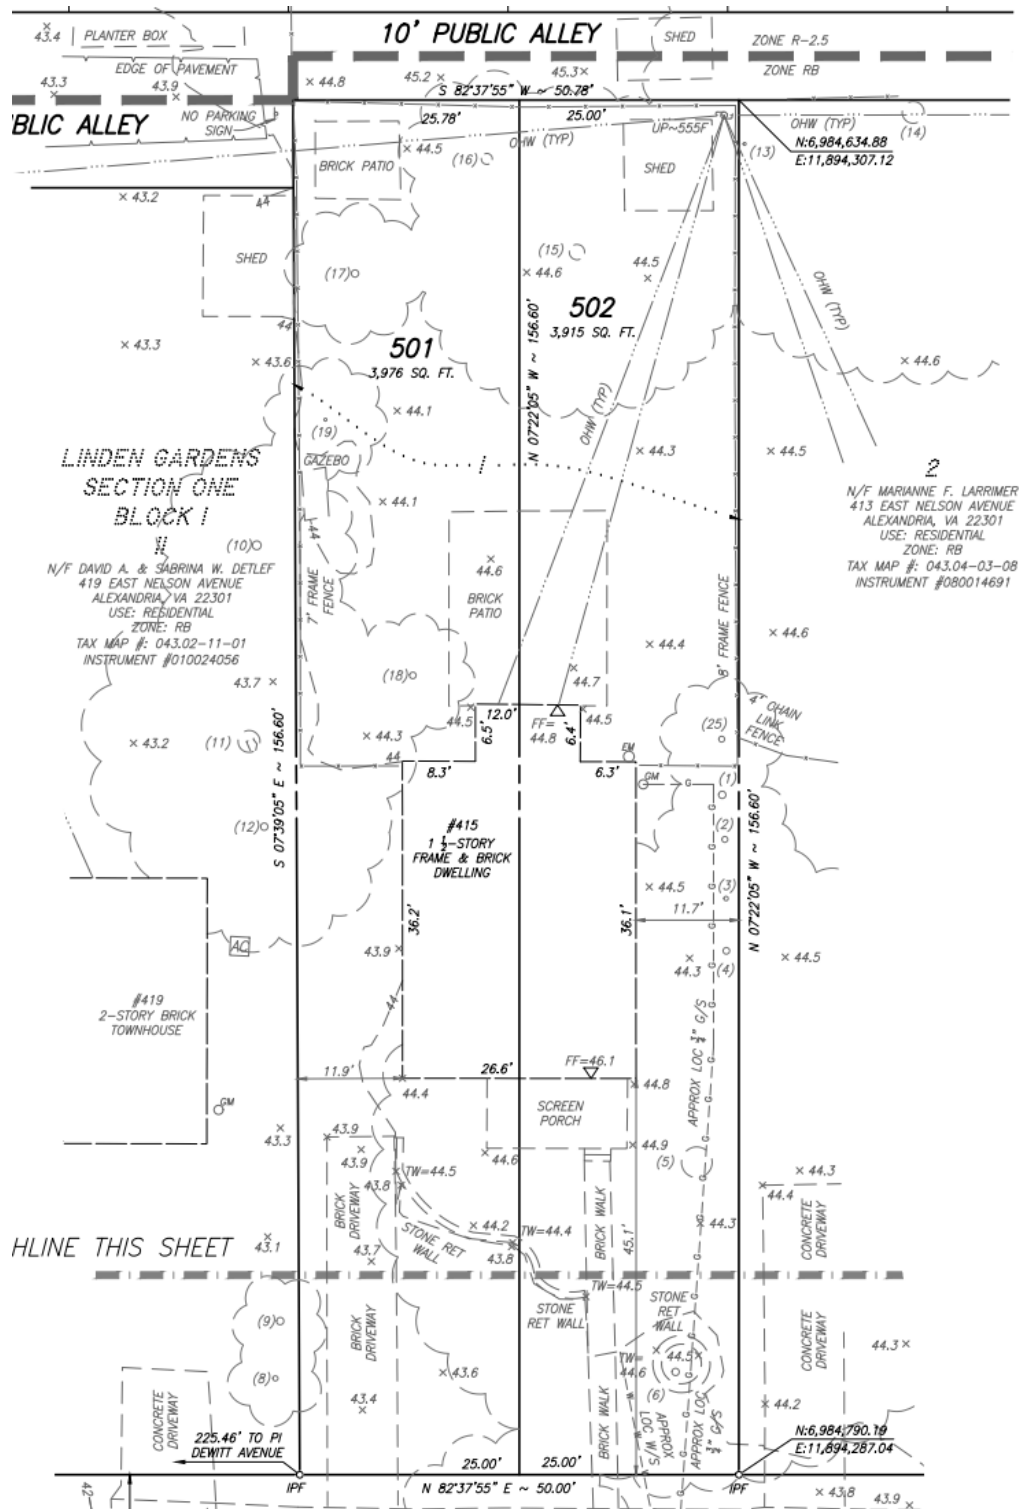 10' PUBLIC ALLEY
PLANTER BOX
EDGE OF PAVEMENT
NO PARKING
SIGN
BLIC ALLEY
SHED
ZONE R-2.5
ZONE RB
43.4
43.3
43.9
44.8
45.2
45.3
S 82°37'55" W ~ 50.78'
25.78'
25.00'
UP~555F
OHW (TYP)
OHW (TYP)
(14)
(13)
N:6,984,634.88
E:11,894,307.12
44.5
(16)
BRICK PATIO
SHED
43.2
44
SHED
(17)
(15)
44.6
44.5
OHW (TYP)
502
3,915 SQ. FT.
501
3,976 SQ. FT.
N 07°22'05" W ~ 156.60'
44
43.3
43.6
44.6
44.1
OHW (TYP)
(19)
GAZEBO
44.3
44.5
LINDEN GARDENS
SECTION ONE
BLOCK I
11
N/F DAVID A. & SABRINA W. DETLEF
419 EAST NELSON AVENUE
ALEXANDRIA, VA 22301
USE: RESIDENTIAL
ZONE: RB
TAX MAP #: 043.02-11-01
INSTRUMENT #010024056
(10)
2
N/F MARIANNE F. LARRIMER
413 EAST NELSON AVENUE
ALEXANDRIA, VA 22301
USE: RESIDENTIAL
ZONE: RB
TAX MAP #: 043.04-03-08
INSTRUMENT #080014691
44.1
44
7' FRAME
FENCE
44.6
BRICK
PATIO
8' FRAME FENCE
44.4
44.6
(18)
44.7
43.7
43.2
(11)
44.3
44
44.5
12.0'
FF=
44.8
44.5
6.5'
6.4'
(25)
4' CHAIN
LINK
FENCE
EM
8.3'
6.3'
GM
(1)
S 07°39'05" E ~ 156.60'
(12)
#415
1 ½-STORY
FRAME & BRICK
DWELLING
(2)
N 07°22'05" W ~ 156.60'
44.5
(3)
36.2'
36.1'
11.7'
AC
43.9
44.3
(4)
44.5
44
#419
2-STORY BRICK
TOWNHOUSE
APPROX LOC ¾" G/S
FF=46.1
11.9'
26.6'
44.4
44.8
GM
SCREEN
PORCH
43.3
43.9
43.9
44.6
44.9
(5)
TW=44.5
43.8
44.3
44.4
BRICK
DRIVEWAY
BRICK WALK
45.1'
CONCRETE
DRIVEWAY
STONE RET
WALL
44.2
TW=44.4
43.8
44.3
HLINE THIS SHEET
43.1
43.7
TW=44.5
STONE
RET WALL
STONE
RET
WALL
(9)
BRICK
DRIVEWAY
CONCRETE
DRIVEWAY
44.3
TW=
44.6
44.5
(8)
43.6
(6)
43.4
44.2
CONCRETE
DRIVEWAY
BRICK WALK
APPROX
LOC W/S
APPROX LOC
¾" G/S
225.46' TO PI
DEWITT AVENUE
N:6,984,790.19
E:11,894,287.04
25.00'
25.00'
IPF
N 82°37'55" E ~ 50.00'
IPF
42
43.8
43.9